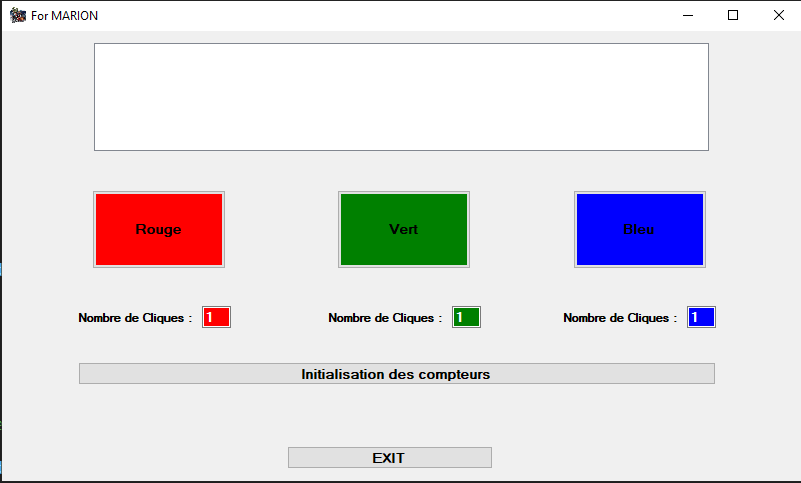 For MARION
Rouge
Vert
Bleu
Nombre de Cliques : 1
Nombre de Cliques : 1
Nombre de Cliques : 1
Initialisation des compteurs
EXIT